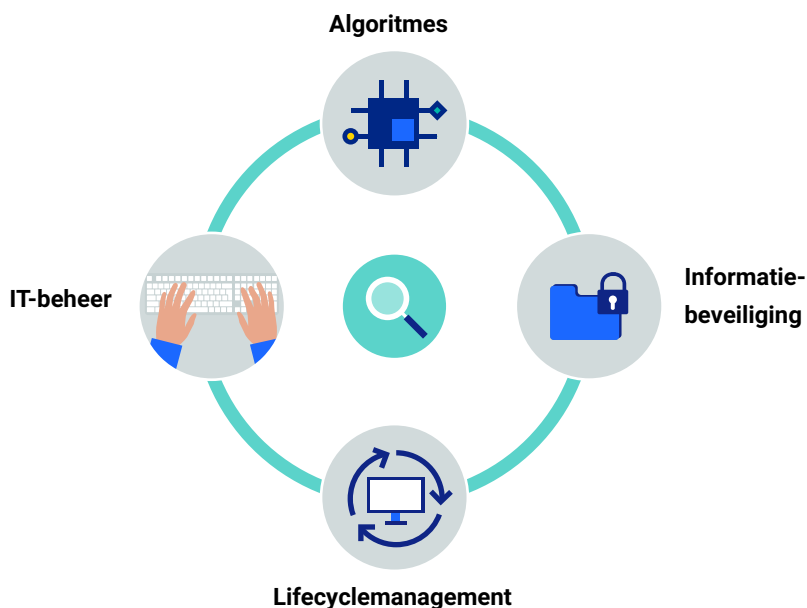 Algoritmes
IT-beheer
Informatie-
beveiliging
Lifecyclemanagement